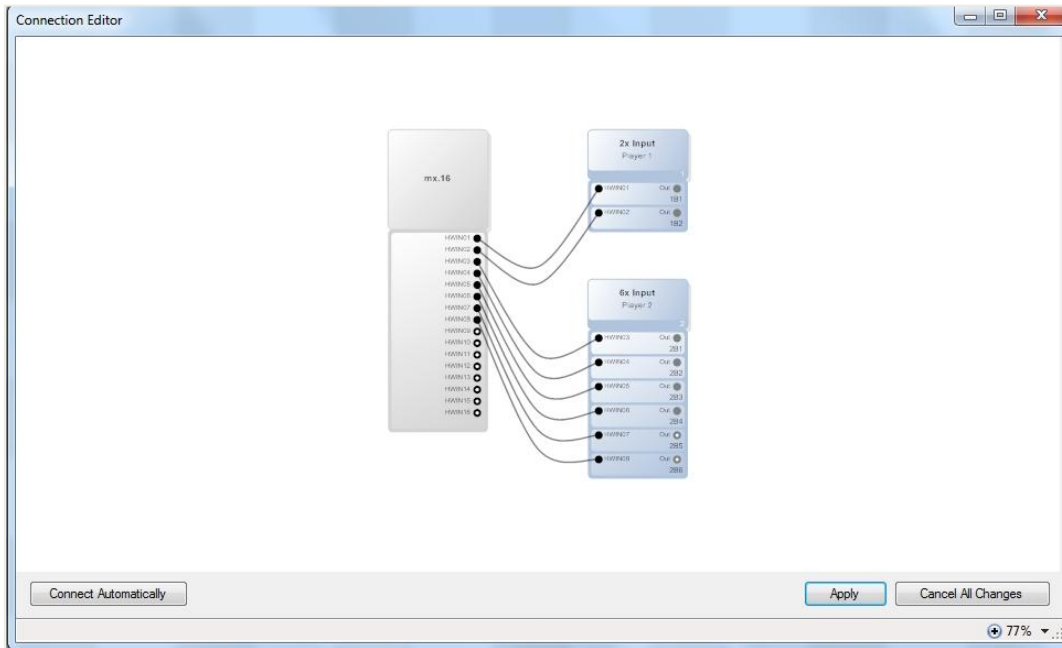 Connection Editor
mx.16
HWIN01
HWIN02
HWIN03
HWIN04
HWIN05
HWIN06
HWIN07
HWIN08
HWIN09
HWIN10
HWIN11
HWIN12
HWIN13
HWIN14
HWIN15
HWIN16
2x Input
Player 1
1
HWIN01 Out
1B1
HWIN02 Out
1B2
6x Input
Player 2
2
HWIN03 Out
2B1
HWIN04 Out
2B2
HWIN05 Out
2B3
HWIN06 Out
2B4
HWIN07 Out
2B5
HWIN08 Out
2B6
Connect Automatically Apply Cancel All Changes
77%